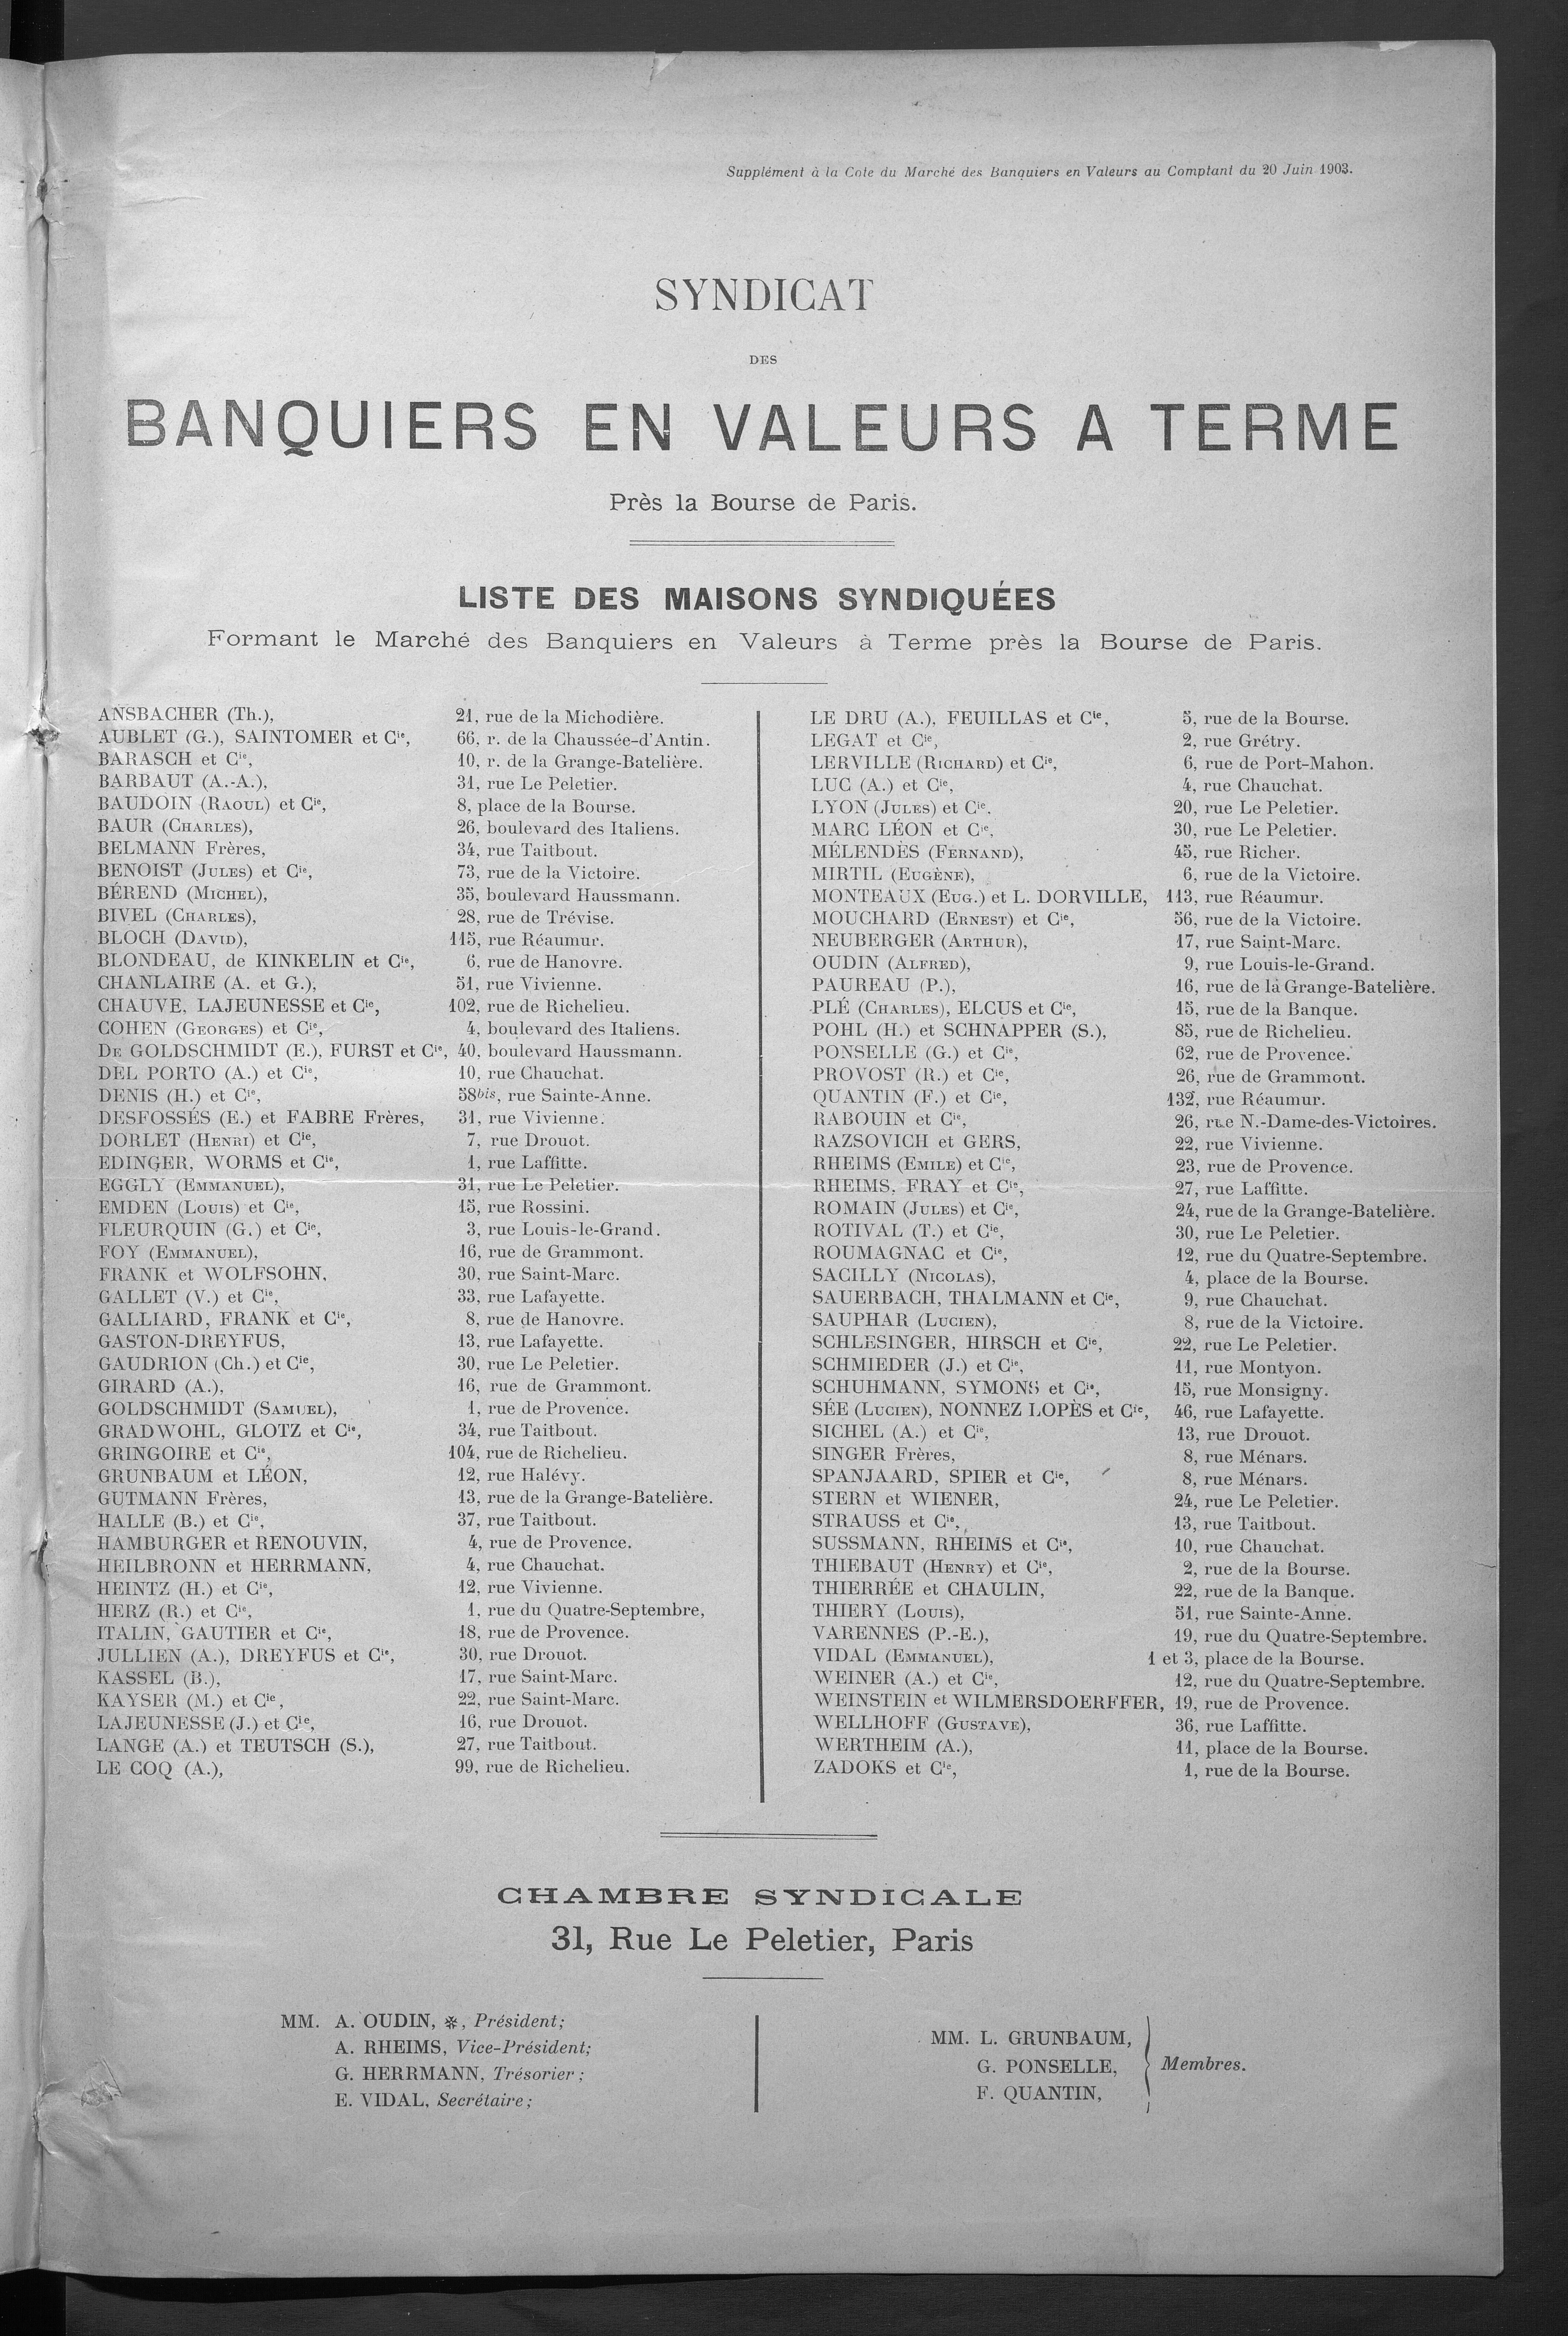 Supplément à la Cote du Marché des Banquiers en Valeurs au Comptant du 20 Juin 1903.
SYNDICAT
DES
BANQUIERS EN VALEURS A TERME
Près la Bourse de Paris.
LISTE DES MAISONS SYNDIQUÉES
Formant le Marché des Banquiers en Valeurs à Terme près la Bourse de Paris.
ANSBACHER (Th.), 21, rue de la Michodière.
AUBLET (G.), SAINTOMER et Cie, 66, r. de la Chaussée-d'Antin.
BARASCH et Cie, 10, r. de la Grange-Batelière.
BARBAUT (A.-A.), 31, rue Le Peletier.
BAUDOIN (RAOUL) et Cie, 8, place de la Bourse.
BAUR (CHARLES), 26, boulevard des Italiens.
BELMANN Frères, 34, rue Taitbout.
BENOIST (JULES) et Cie, 73, rue de la Victoire.
BÉREND (MICHEL), 35, boulevard Haussmann.
BIVEL (CHARLES), 28, rue de Trévise.
BLOCH (DAVID), 115, rue Réaumur.
BLONDEAU, de KINKELIN et Cie, 6, rue de Hanovre.
CHANLAIRE (A. et G.), 51, rue Vivienne.
CHAUVE, LAJEUNESSE et Cie, 102, rue de Richelieu.
COHEN (GEORGES) et Cie, 4, boulevard des Italiens.
DE GOLDSCHMIDT (E.), FURST et Cie, 40, boulevard Haussmann.
DEL PORTO (A.) et Cie, 10, rue Chauchat.
DENIS (H.) et Cie, 58bis, rue Sainte-Anne.
DESFOSSÉS (E.) et FABRE Frères, 31, rue Vivienne.
DORLET (HENRI) et Cie, 7, rue Drouot.
EDINGER, WORMS et Cie, 1, rue Laffitte.
EGGLY (EMMANUEL), 31, rue Le Peletier.
EMDEN (LOUIS) et Cie, 15, rue Rossini.
FLEURQUIN (G.) et Cie, 3, rue Louis-le-Grand.
FOY (EMMANUEL), 16, rue de Grammont.
FRANK et WOLFSOHN, 30, rue Saint-Marc.
GALLET (V.) et Cie, 33, rue Lafayette.
GALLIARD, FRANK et Cie, 8, rue de Hanovre.
GASTON-DREYFUS, 13, rue Lafayette.
GAUDRION (Ch.) et Cie, 30, rue Le Peletier.
GIRARD (A.), 16, rue de Grammont.
GOLDSCHMIDT (SAMUEL), 1, rue de Provence.
GRADWOHL, GLOTZ et Cie, 34, rue Taitbout.
GRINGOIRE et Cie, 104, rue de Richelieu.
GRUNBAUM et LÉON, 12, rue Halévy.
GUTMANN Frères, 13, rue de la Grange-Batelière.
HALLE (B.) et Cie, 37, rue Taitbout.
HAMBURGER et RENOUVIN, 4, rue de Provence.
HEILBRONN et HERRMANN, 4, rue Chauchat.
HEINTZ (H.) et Cie, 12, rue Vivienne.
HERZ (R.) et Cie, 1, rue du Quatre-Septembre,
ITALIN, GAUTIER et Cie, 18, rue de Provence.
JULLIEN (A.), DREYFUS et Cie, 30, rue Drouot.
KASSEL (B.), 17, rue Saint-Marc.
KAYSER (M.) et Cie, 22, rue Saint-Marc.
LAJEUNESSE (J.) et Cie, 16, rue Drouot.
LANGE (A.) et TEUTSCH (S.), 27, rue Taitbout.
LE COQ (A.), 99, rue de Richelieu.
LE DRU (A.), FEUILLAS et Cie, 5, rue de la Bourse.
LEGAT et Cie, 2, rue Grétry.
LERVILLE (RICHARD) et Cie, 6, rue de Port-Mahon.
LUC (A.) et Cie, 4, rue Chauchat.
LYON (JULES) et Cie, 20, rue Le Peletier.
MARC LÉON et Cie, 30, rue Le Peletier.
MÉLENDÈS (FERNAND), 45, rue Richer.
MIRTIL (EUGÈNE), 6, rue de la Victoire.
MONTEAUX (EUG.) et L. DORVILLE, 113, rue Réaumur.
MOUCHARD (ERNEST) et Cie, 56, rue de la Victoire.
NEUBERGER (ARTHUR), 17, rue Saint-Marc.
OUDIN (ALFRED), 9, rue Louis-le-Grand.
PAUREAU (P.), 16, rue de la Grange-Batelière.
PLÉ (CHARLES), ELCUS et Cie, 15, rue de la Banque.
POHL (H.) et SCHNAPPER (S.), 85, rue de Richelieu.
PONSELLE (G.) et Cie, 62, rue de Provence.
PROVOST (R.) et Cie, 26, rue de Grammont.
QUANTIN (F.) et Cie, 132, rue Réaumur.
RABOUIN et Cie, 26, rue N.-Dame-des-Victoires.
RAZSOVICH et GERS, 22, rue Vivienne.
RHEIMS (EMILE) et Cie, 23, rue de Provence.
RHEIMS, FRAY et Cie, 27, rue Laffitte.
ROMAIN (JULES) et Cie, 24, rue de la Grange-Batelière.
ROTIVAL (T.) et Cie, 30, rue Le Peletier.
ROUMAGNAC et Cie, 12, rue du Quatre-Septembre.
SACILLY (NICOLAS), 4, place de la Bourse.
SAUERBACH, THALMANN et Cie, 9, rue Chauchat.
SAUPHAR (LUCIEN), 8, rue de la Victoire.
SCHLESINGER, HIRSCH et Cie, 22, rue Le Peletier.
SCHMIEDER (J.) et Cie, 11, rue Montyon.
SCHUHMANN, SYMONS et Cie, 15, rue Monsigny.
SÉE (LUCIEN), NONNEZ LOPÈS et Cie, 46, rue Lafayette.
SICHEL (A.) et Cie, 13, rue Drouot.
SINGER Frères, 8, rue Ménars.
SPANJAARD, SPIER et Cie, 8, rue Ménars.
STERN et WIENER, 24, rue Le Peletier.
STRAUSS et Cie, 13, rue Taitbout.
SUSSMANN, RHEIMS et Cie, 10, rue Chauchat.
THIEBAUT (HENRY) et Cie, 2, rue de la Bourse.
THIERRÉE et CHAULIN, 22, rue de la Banque.
THIERY (LOUIS), 51, rue Sainte-Anne.
VARENNES (P.-E.), 19, rue du Quatre-Septembre.
VIDAL (EMMANUEL), 1 et 3, place de la Bourse.
WEINER (A.) et Cie, 12, rue du Quatre-Septembre.
WEINSTEIN et WILMERSDOERFFER, 19, rue de Provence.
WELLHOFF (GUSTAVE), 36, rue Laffitte.
WERTHEIM (A.), 11, place de la Bourse.
ZADOKS et Cie, 1, rue de la Bourse.
CHAMBRE SYNDICALE
31, Rue Le Peletier, Paris
MM. A. OUDIN, ✻, Président;
A. RHEIMS, Vice-Président;
G. HERRMANN, Trésorier;
E. VIDAL, Secrétaire;
MM. L. GRUNBAUM,
G. PONSELLE, Membres.
F. QUANTIN,